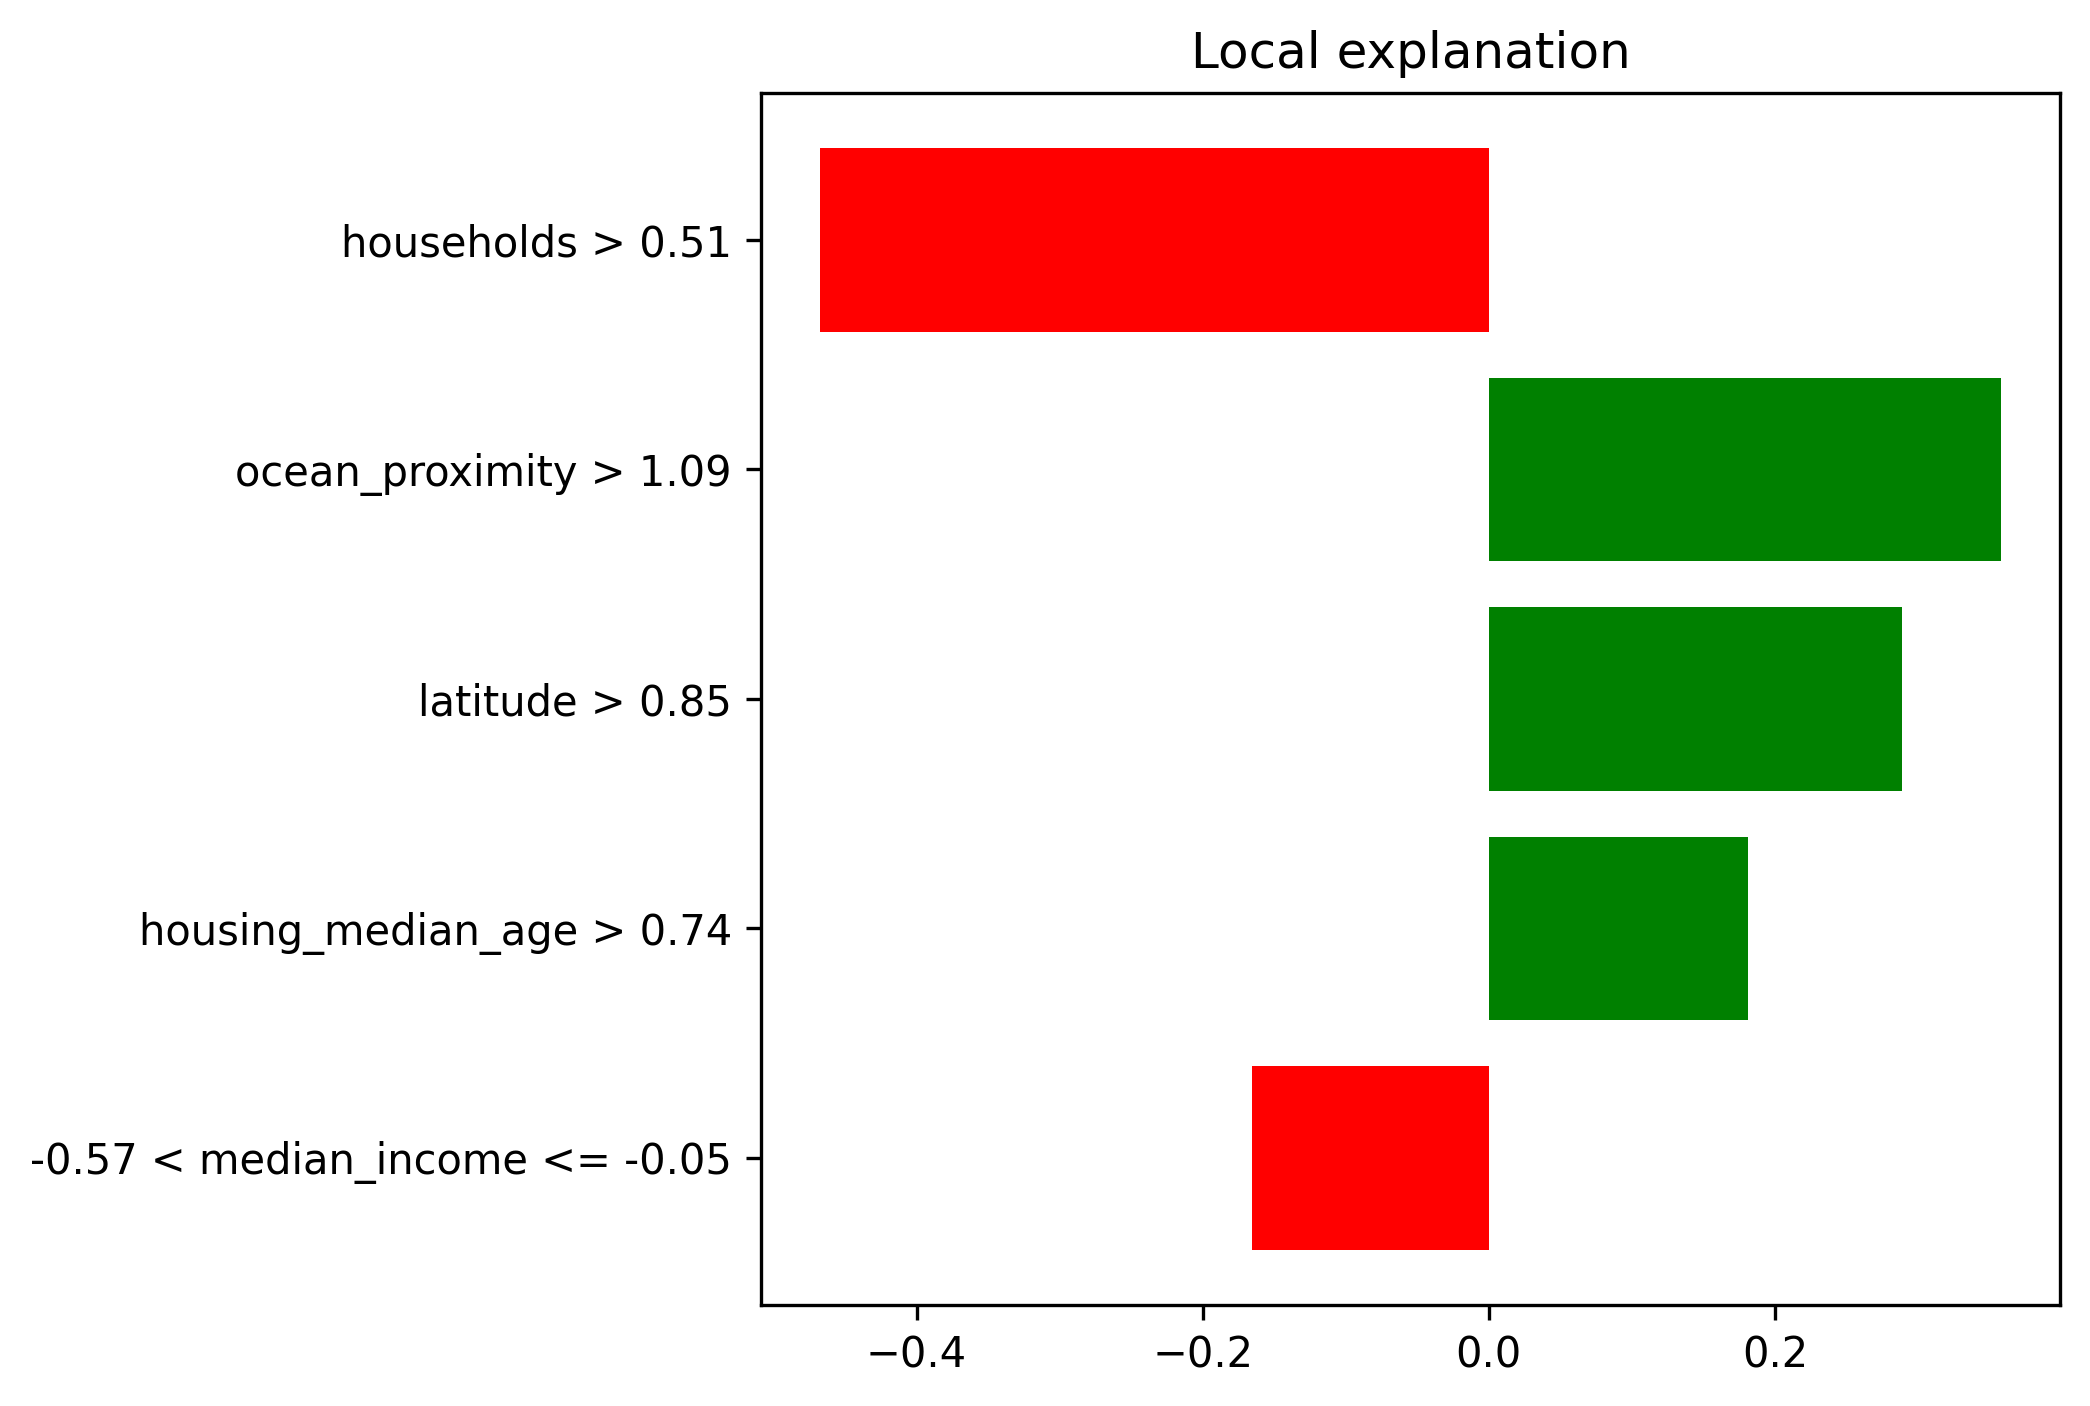 Local explanation
households > 0.51
ocean_proximity > 1.09
latitude > 0.85
housing_median_age > 0.74
-0.57 < median_income <= -0.05
−0.4 −0.2 0.0 0.2